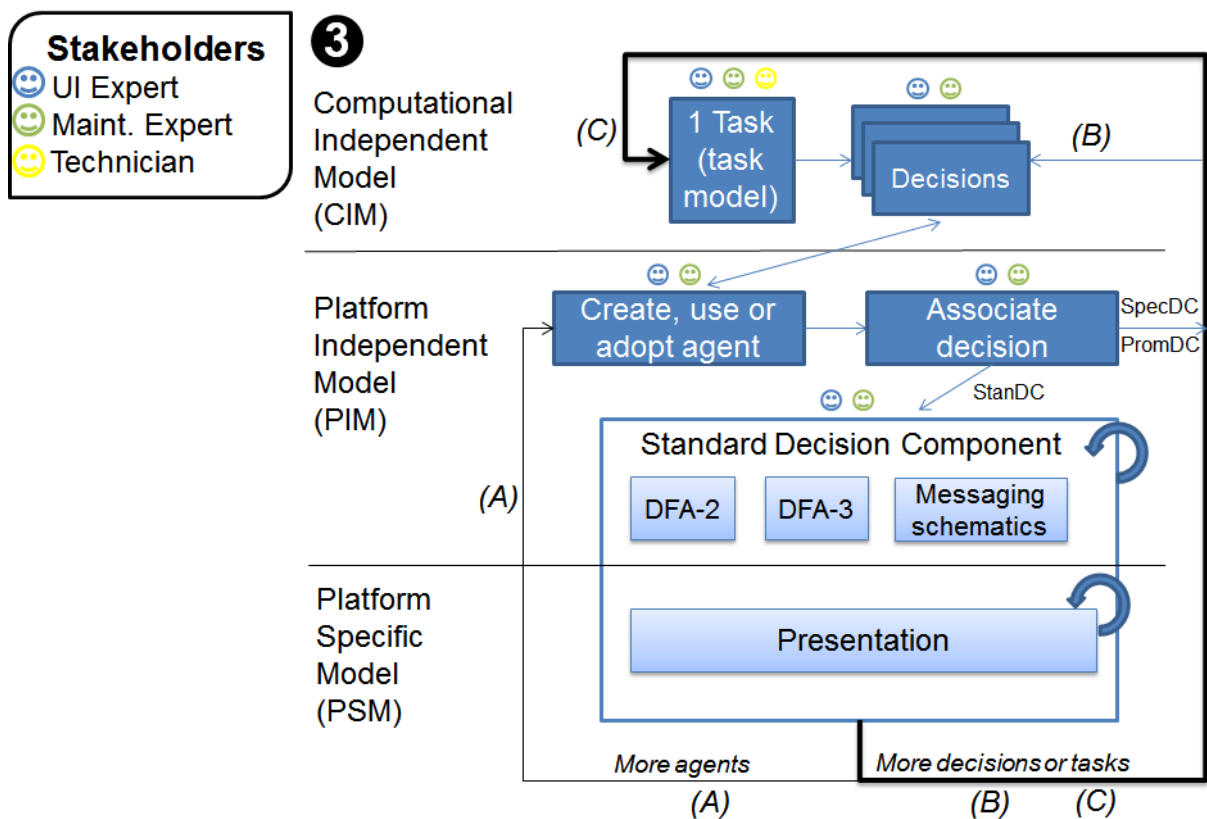 Stakeholders
UI Expert
Maint. Expert
Technician
3
Computational
Independent
Model
(CIM)
(C)
1 Task
(task
model)
Decisions
(B)
Platform
Independent
Model
(PIM)
Create, use or
adopt agent
Associate
decision
SpecDC
PromDC
StanDC
Standard Decision Component
DFA-2
DFA-3
Messaging
schematics
(A)
Platform
Specific
Model
(PSM)
Presentation
More agents
(A)
More decisions or tasks
(B)
(C)